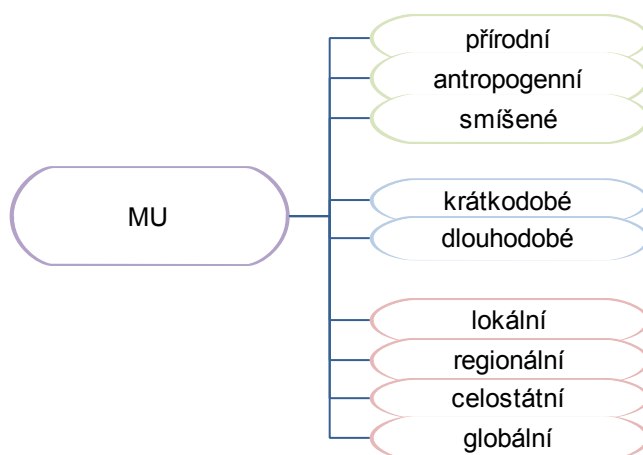 přírodní
antropogenní
smíšené
MU
krátkodobé
dlouhodobé
lokální
regionální
celostátní
globální